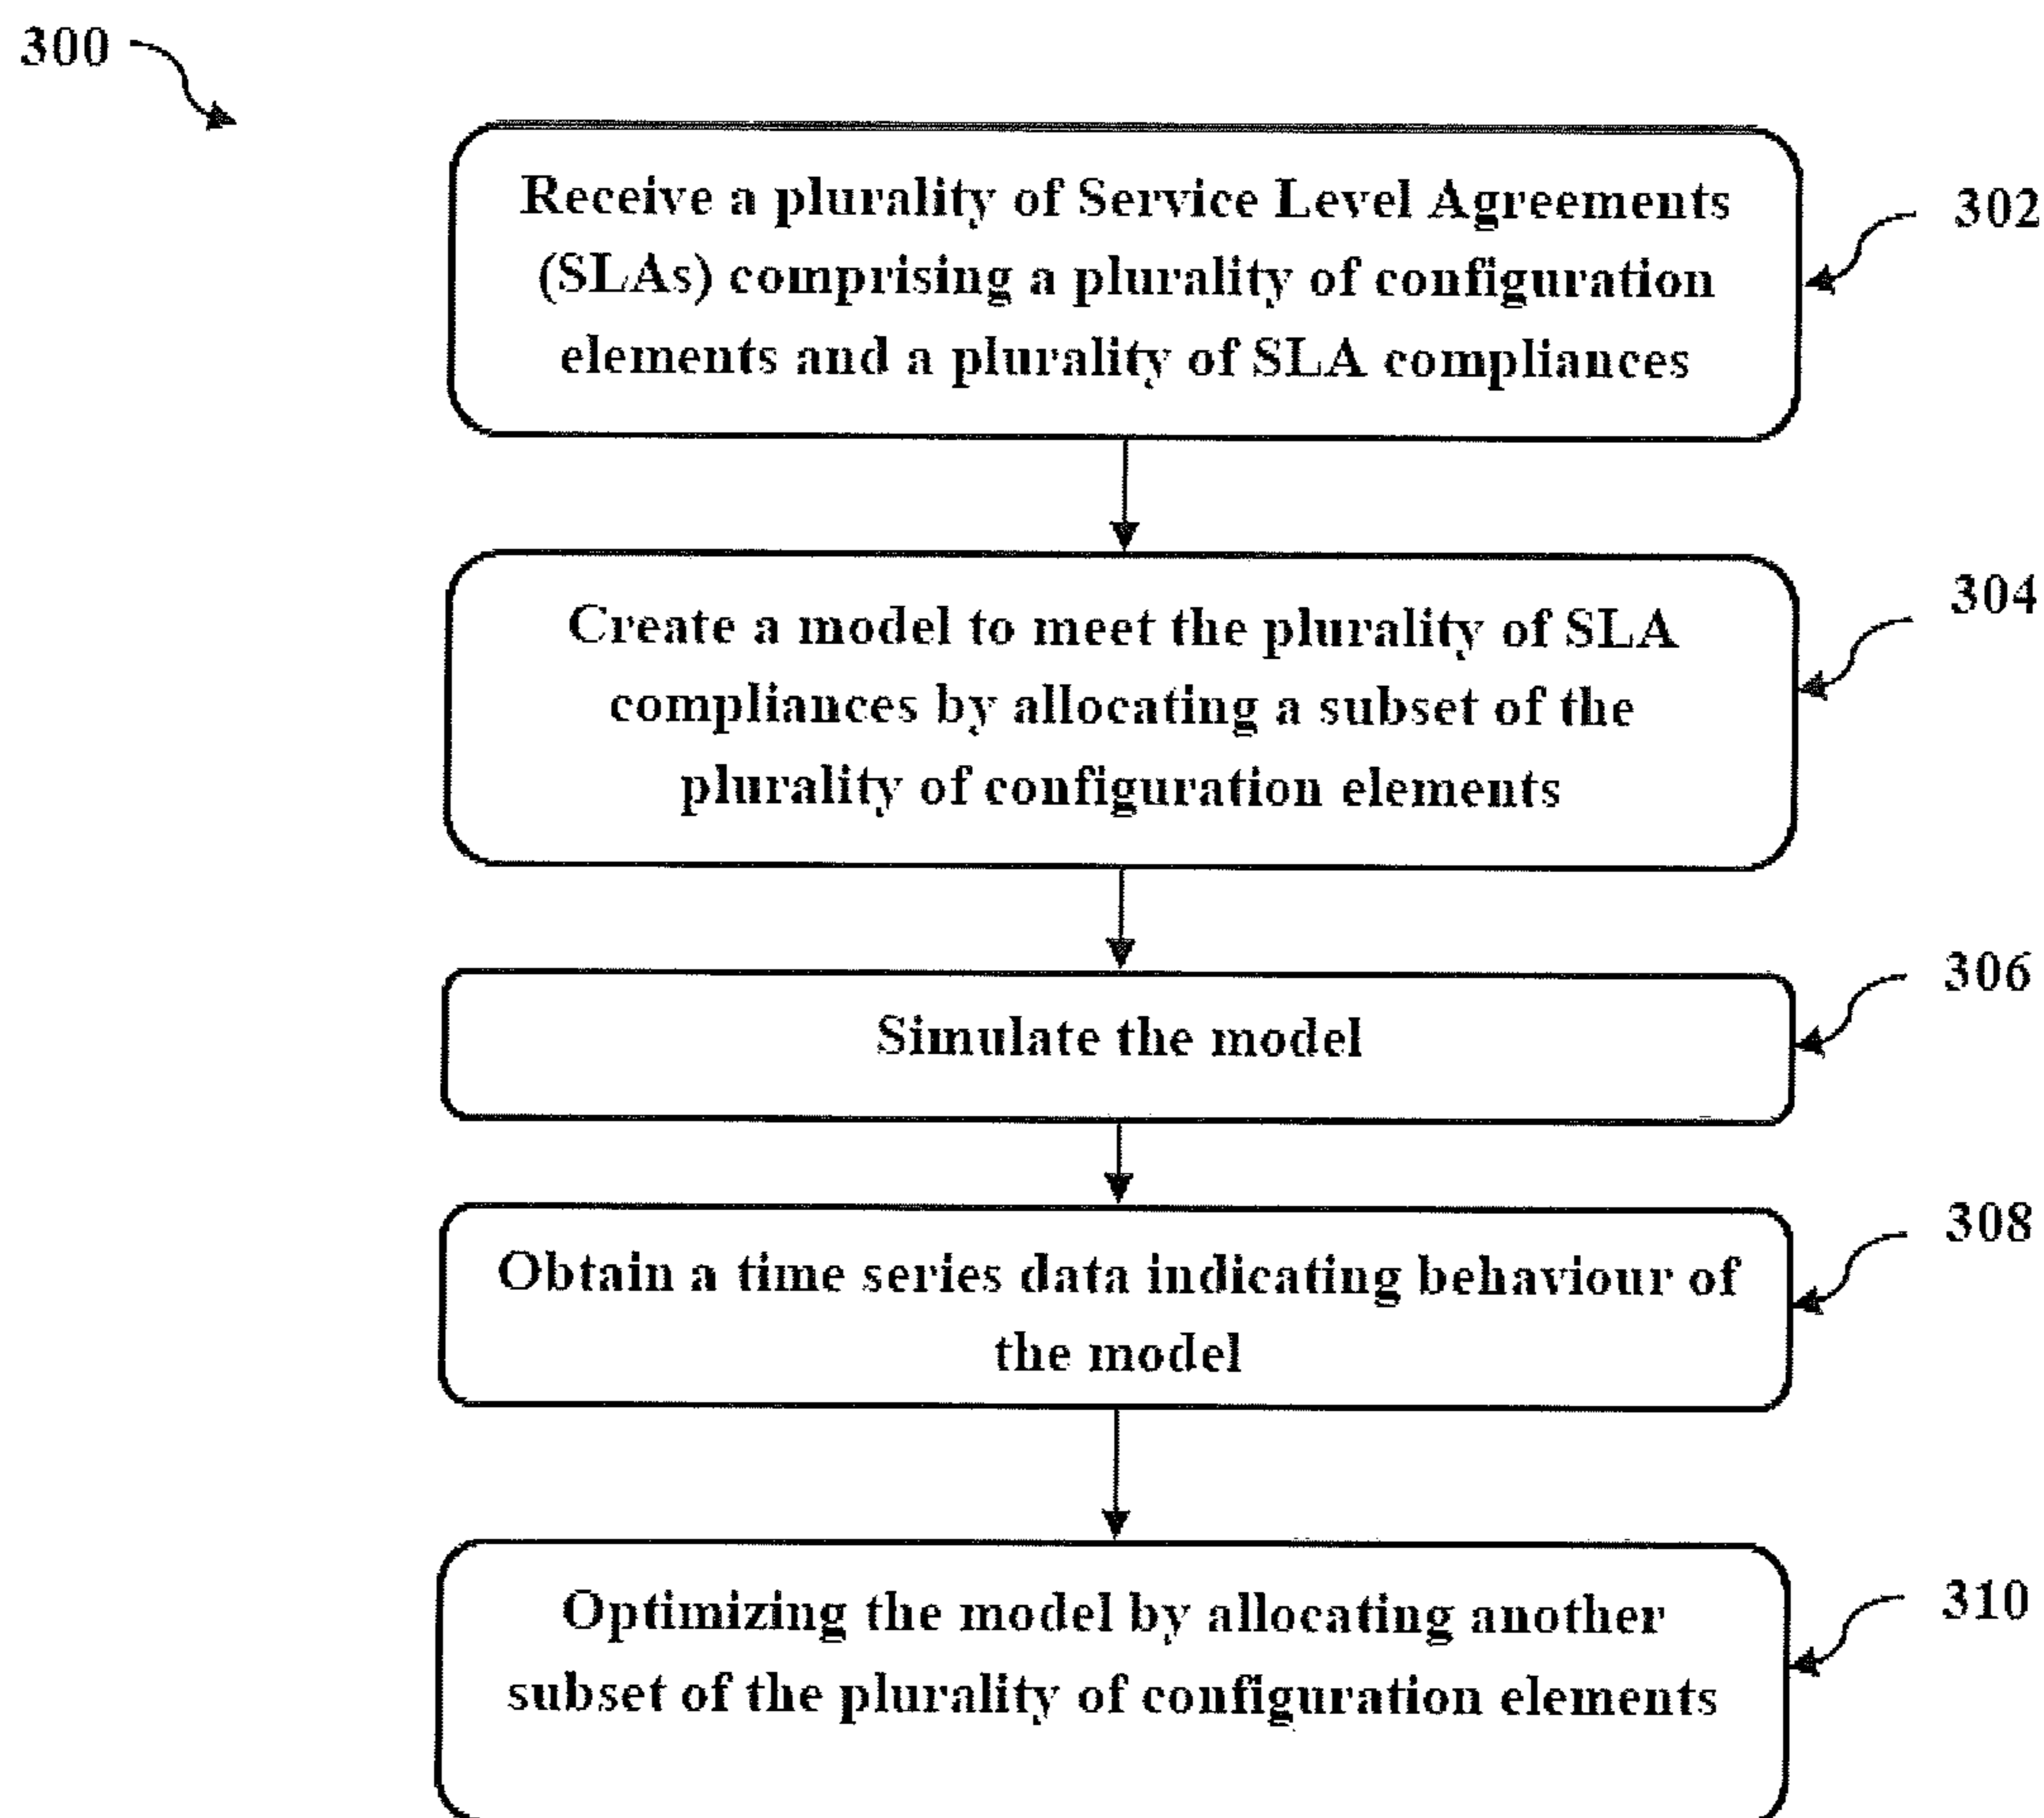 300
Receive a plurality of Service Level Agreements
302
(SLAs) comprising a plurality of configuration
elements and a plurality of SLA compliances
304
Create a model to meet the plurality of SLA
compliances by allocating a subset of the
plurality of configuration elements
306
Simulate the model
308
Obtain a time series data indicating behaviour of
the model
310
Optimizing the model by allocating another
subset of the plurality of configuration elements